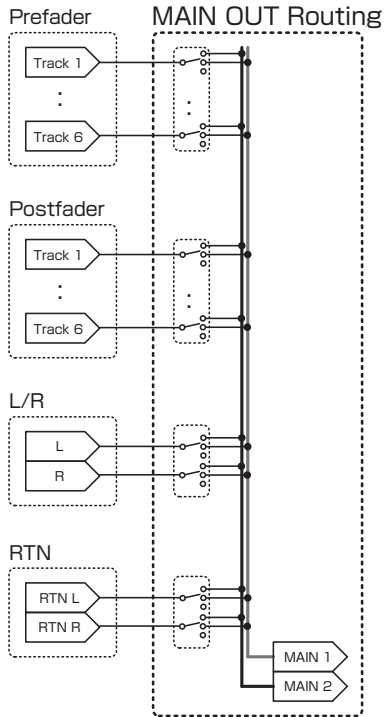 Prefader
MAIN OUT Routing
Track 1
:
:
Track 6
Postfader
Track 1
:
:
Track 6
L/R
L
R
RTN
RTN L
RTN R
MAIN 1
MAIN 2